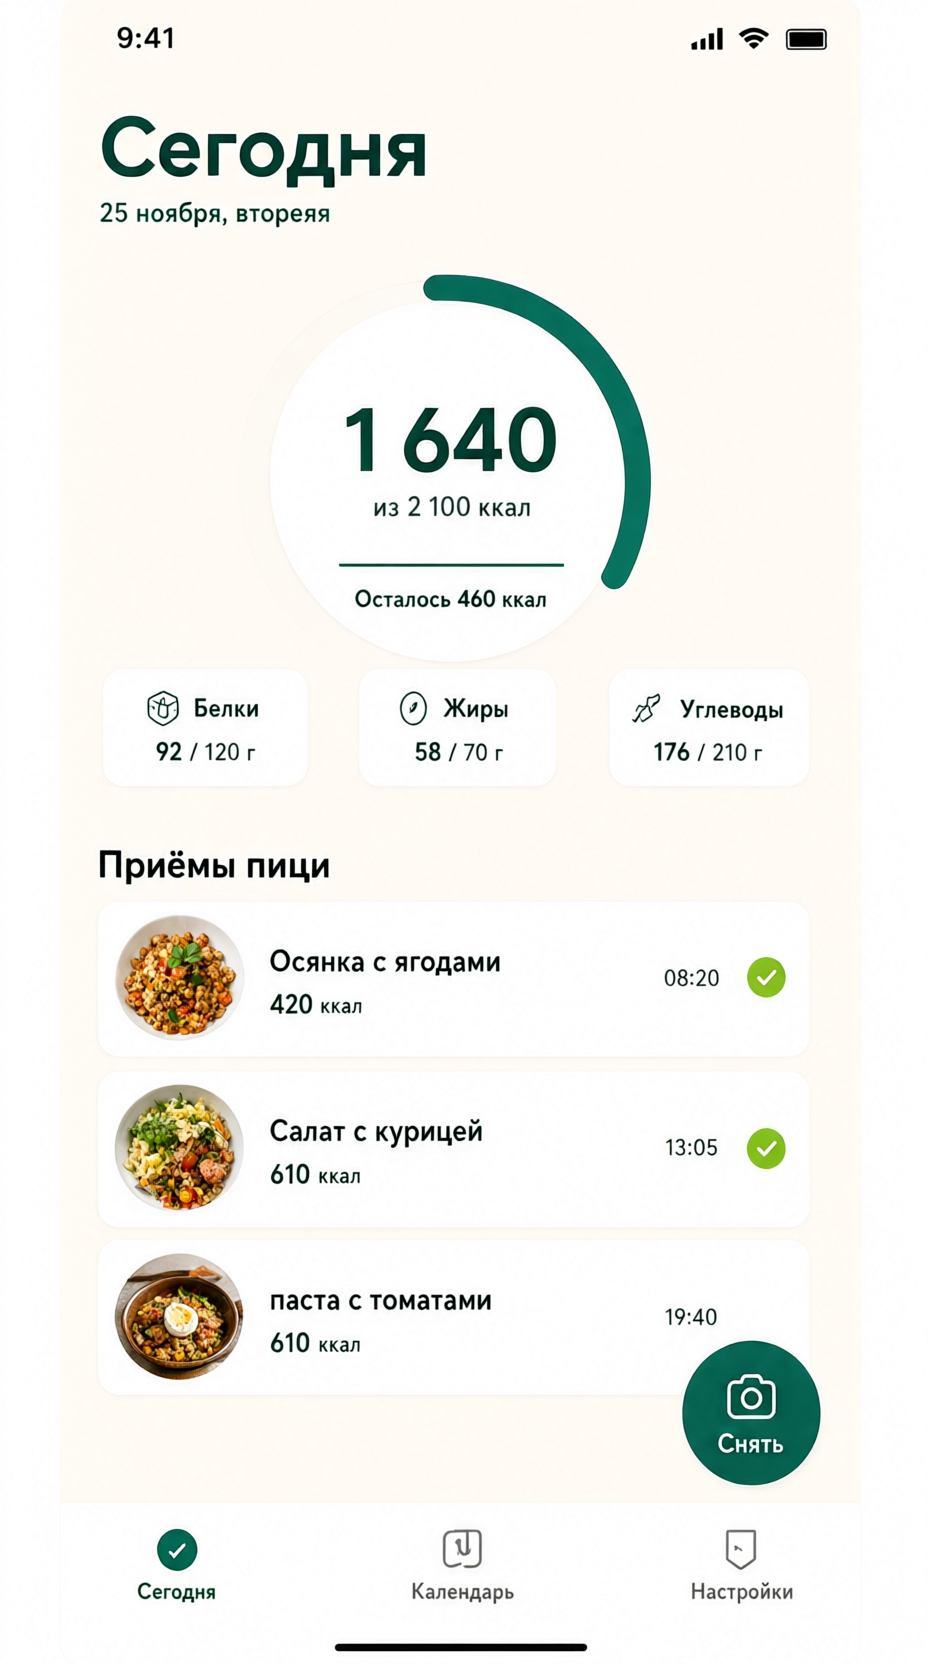 9:41
Сегодня
25 ноября, втореяя
1 640
из 2 100 ккал
Осталось 460 ккал
Белки
92 / 120 г
Жиры
58 / 70 г
Углеводы
176 / 210 г
Приёмы пици
Осянка с ягодами
420 ккал
08:20
Салат с курицей
610 ккал
13:05
паста с томатами
610 ккал
19:40
Снять
Сегодня
Календарь
Настройки